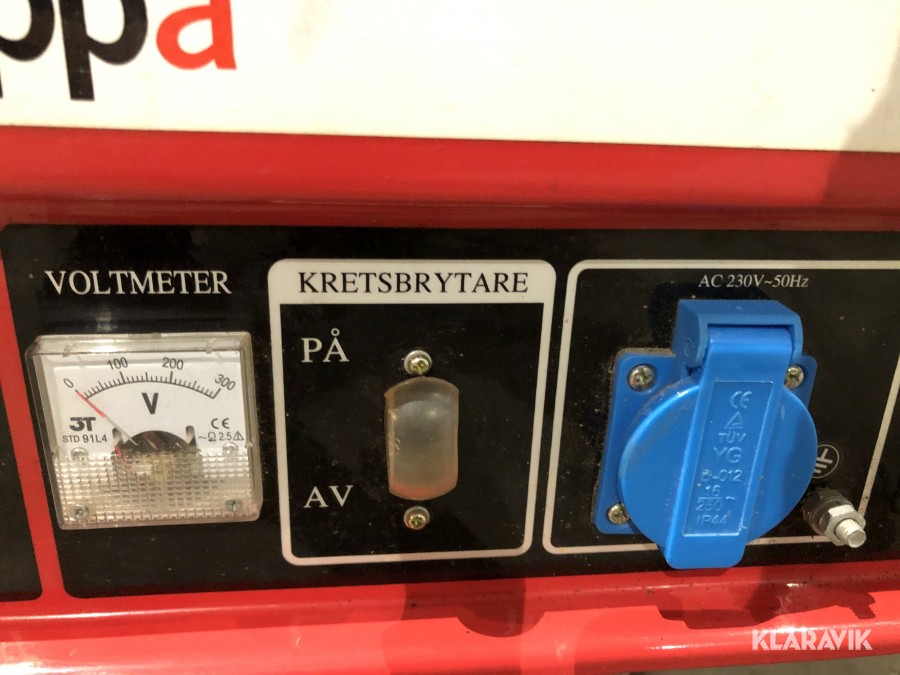 ppa
VOLTMETER
0 100 200 300
V
STD 91L4
CE
~Ω 2.5
KRETSBRYTARE
PÅ
AV
AC 230V~50Hz
CE
TÜV
YG
16
250~
IP44
KLARAVIK